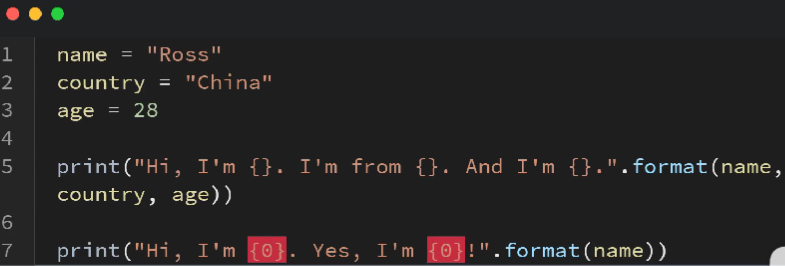 1 name = "Ross"
2 country = "China"
3 age = 28
4
5 print("Hi, I'm {}. I'm from {}. And I'm {}.".format(name,
country, age))
6
7 print("Hi, I'm {0}. Yes, I'm {0}!".format(name))